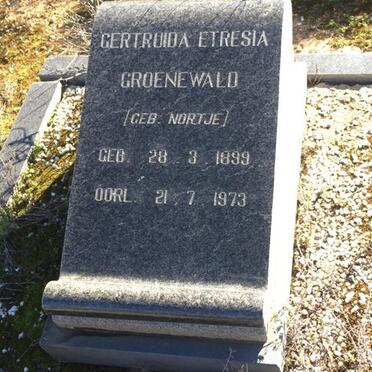 GERTRUIDA ETRESIA
GROENEWALD
[GEB. NORTJE]
GEB. 28 . 3 . 1899
OORL. 21 . 7 . 1973